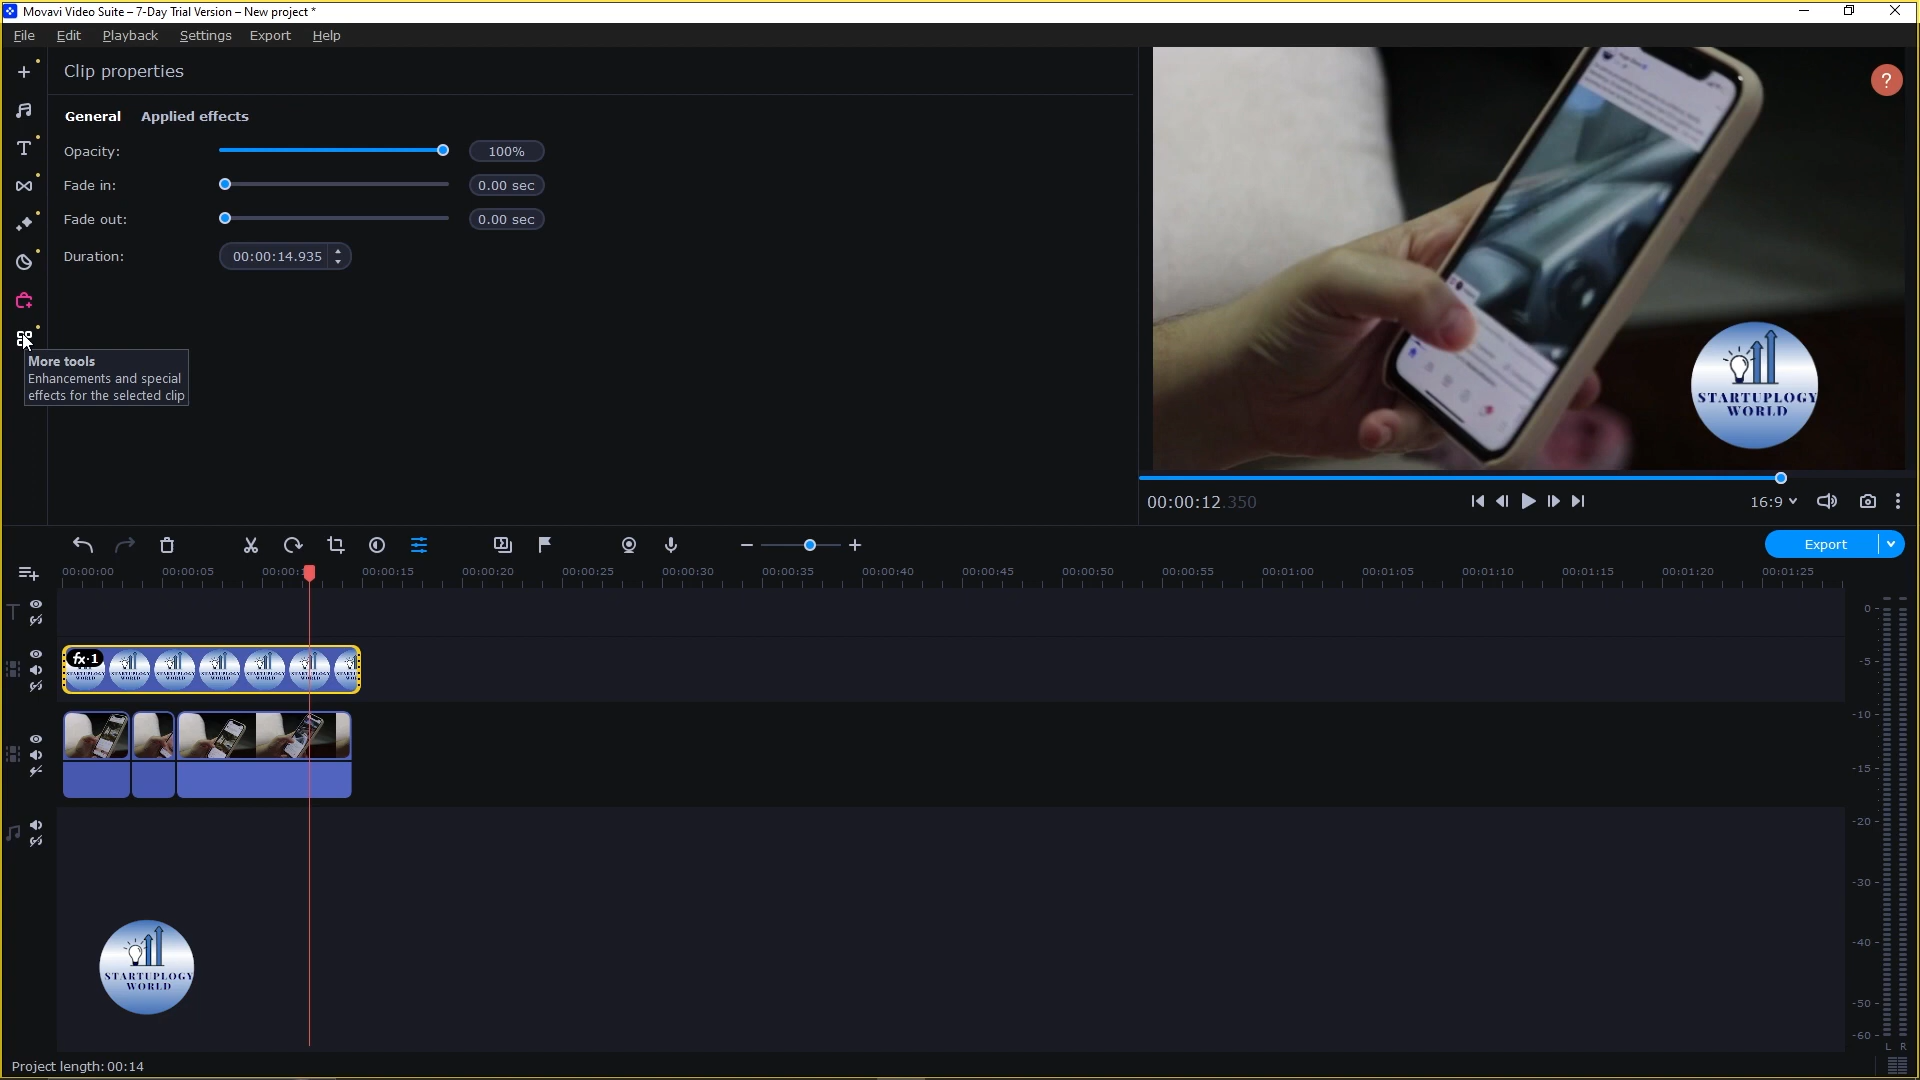 Movavi Video Suite – 7-Day Trial Version – New project *
File Edit Playback Settings Export Help
Clip properties
General Applied effects
Opacity: 100%
Fade in: 0.00 sec
Fade out: 0.00 sec
Duration: 00:00:14.935
More tools
Enhancements and special
effects for the selected clip
?
STARTUPLOGY
WORLD
00:00:12.350
16:9
Export
00:00:00 00:00:05 00:00:1 00:00:15 00:00:20 00:00:25 00:00:30 00:00:35 00:00:40 00:00:45 00:00:50 00:00:55 00:01:00 00:01:05 00:01:10 00:01:15 00:01:20 00:01:25
fx·1
0
-5
-10
-15
-20
-30
-40
-50
-60
L R
STARTUPLOGY
WORLD
Project length: 00:14